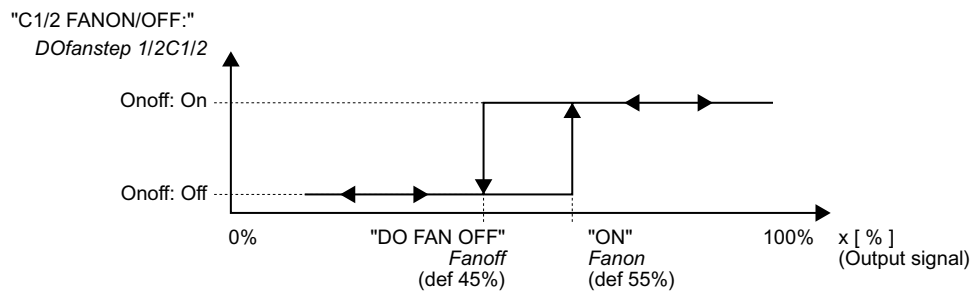 "C1/2 FANON/OFF:"
DOfanstep 1/2C1/2
Onoff: On
Onoff: Off
0%
"DO FAN OFF"
Fanoff
(def 45%)
"ON"
Fanon
(def 55%)
100%
x [ % ]
(Output signal)